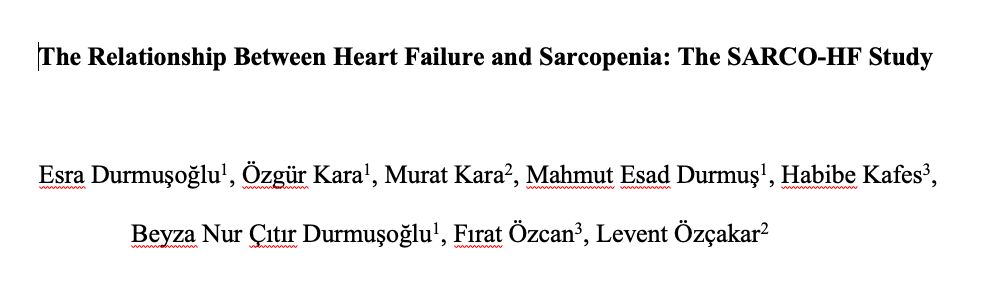 The Relationship Between Heart Failure and Sarcopenia: The SARCO-HF Study
Esra Durmuşoğlu¹, Özgür Kara¹, Murat Kara², Mahmut Esad Durmuş¹, Habibe Kafes³,
Beyza Nur Çıtır Durmuşoğlu¹, Fırat Özcan³, Levent Özçakar²